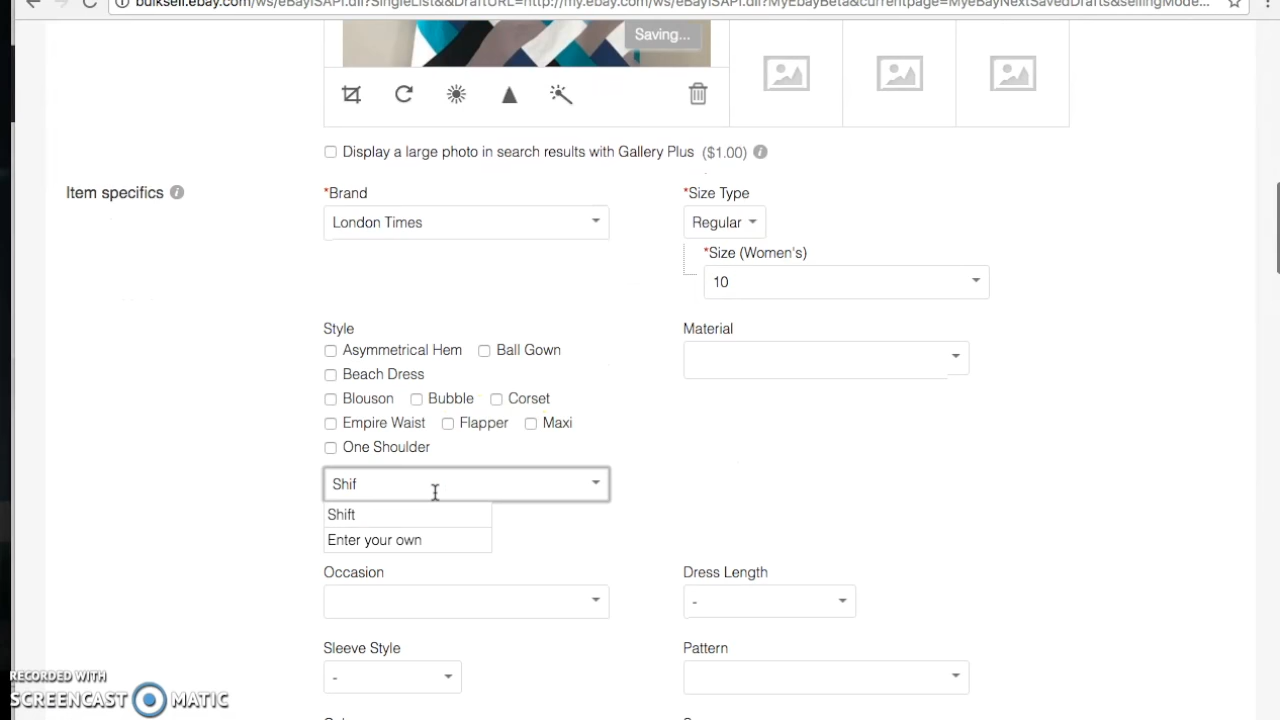 bulksell.ebay.com/ws/eBayISAPI.dll?SingleList&&DraftURL=http://my.ebay.com/ws/eBayISAPI.dll?MyEbayBeta&currentpage=MyeBayNextSavedDrafts&sellingMode...
Saving...
Display a large photo in search results with Gallery Plus ($1.00)
Item specifics
*Brand
*Size Type
London Times
Regular
*Size (Women's)
10
Style
Material
Asymmetrical Hem Ball Gown
Beach Dress
Blouson Bubble Corset
Empire Waist Flapper Maxi
One Shoulder
Shif
Shift
Enter your own
Occasion
Dress Length
-
Sleeve Style
Pattern
-
RECORDED WITH
SCREENCAST MATIC